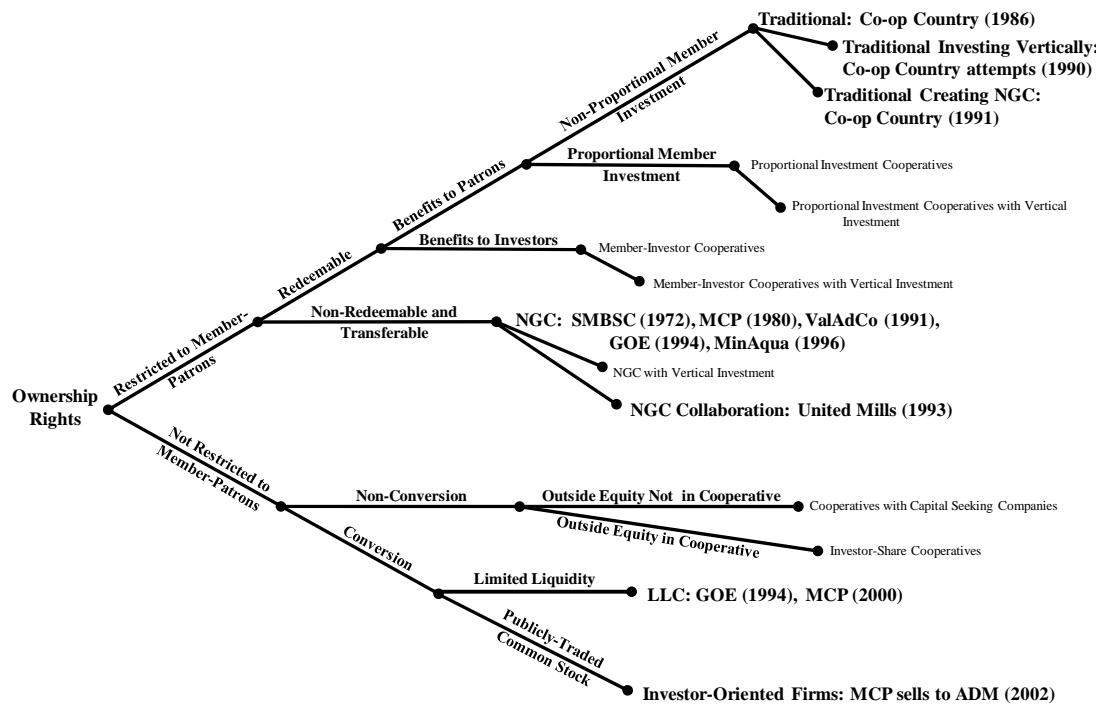 Traditional: Co-op Country (1986)
Traditional Investing Vertically:
Co-op Country attempts (1990)
Traditional Creating NGC:
Co-op Country (1991)
Non-Proportional Member
Investment
Proportional Member
Investment
Proportional Investment Cooperatives
Proportional Investment Cooperatives with Vertical
Investment
Benefits to Patrons
Benefits to Investors
Member-Investor Cooperatives
Member-Investor Cooperatives with Vertical Investment
Redeemable
Non-Redeemable and
Transferable
NGC: SMBSC (1972), MCP (1980), ValAdCo (1991),
GOE (1994), MinAqua (1996)
NGC with Vertical Investment
NGC Collaboration: United Mills (1993)
Restricted to Member-
Patrons
Ownership
Rights
Not Restricted to
Member-Patrons
Non-Conversion
Outside Equity Not in Cooperative
Cooperatives with Capital Seeking Companies
Outside Equity in Cooperative
Investor-Share Cooperatives
Conversion
Limited Liquidity
LLC: GOE (1994), MCP (2000)
Publicly-Traded
Common Stock
Investor-Oriented Firms: MCP sells to ADM (2002)